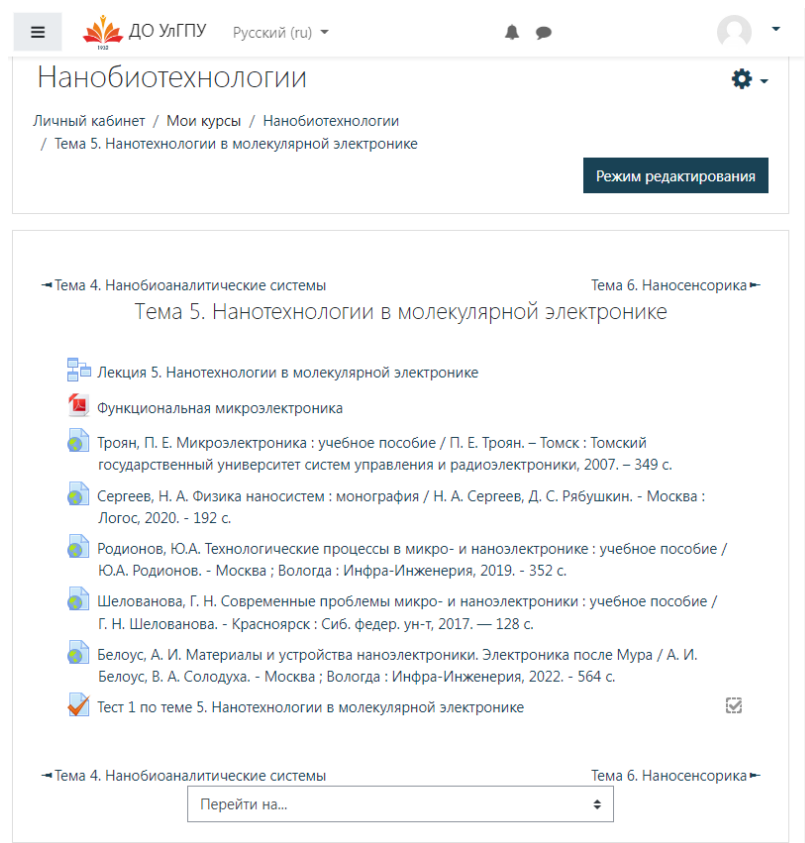 1932
ДО УлГПУ
Русский (ru)
Нанобиотехнологии
Личный кабинет / Мои курсы / Нанобиотехнологии
/ Тема 5. Нанотехнологии в молекулярной электронике
Режим редактирования
◄Тема 4. Нанобиоаналитические системы
Тема 6. Наносенсорика►
Тема 5. Нанотехнологии в молекулярной электронике
Лекция 5. Нанотехнологии в молекулярной электронике
Функциональная микроэлектроника
Троян, П. Е. Микроэлектроника : учебное пособие / П. Е. Троян. – Томск : Томский
государственный университет систем управления и радиоэлектроники, 2007. – 349 с.
Сергеев, Н. А. Физика наносистем : монография / Н. А. Сергеев, Д. С. Рябушкин. - Москва :
Логос, 2020. - 192 с.
Родионов, Ю.А. Технологические процессы в микро- и наноэлектронике : учебное пособие /
Ю.А. Родионов. - Москва ; Вологда : Инфра-Инженерия, 2019. - 352 с.
Шелованова, Г. Н. Современные проблемы микро- и наноэлектроники : учебное пособие /
Г. Н. Шелованова. - Красноярск : Сиб. федер. ун-т, 2017. — 128 с.
Белоус, А. И. Материалы и устройства наноэлектроники. Электроника после Мура / А. И.
Белоус, В. А. Солодуха. - Москва ; Вологда : Инфра-Инженерия, 2022. - 564 с.
Тест 1 по теме 5. Нанотехнологии в молекулярной электронике
◄Тема 4. Нанобиоаналитические системы
Тема 6. Наносенсорика►
Перейти на...